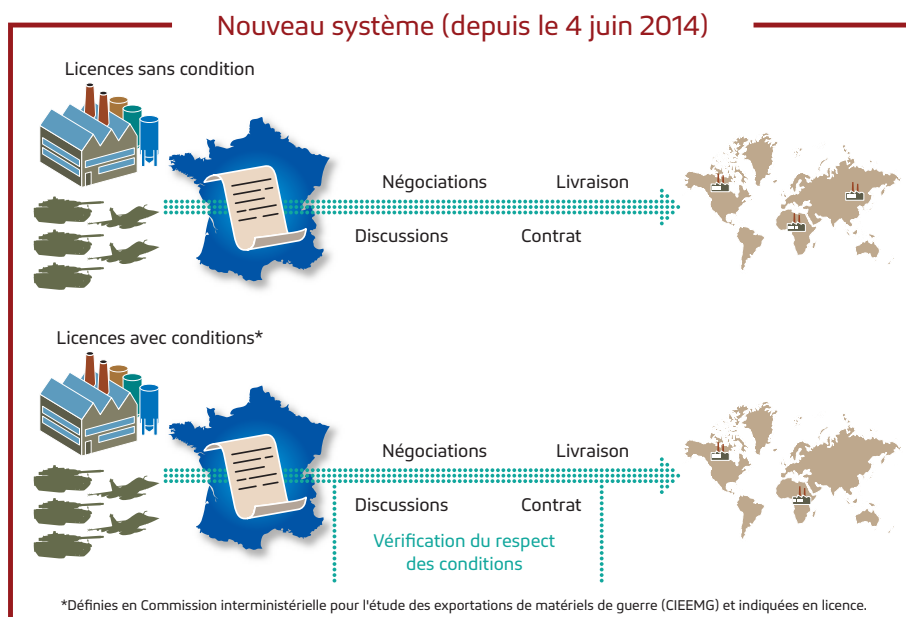 Nouveau système (depuis le 4 juin 2014)
Licences sans condition
Négociations Livraison
Discussions Contrat
Licences avec conditions*
Négociations Livraison
Discussions Contrat
Vérification du respect
des conditions
*Définies en Commission interministérielle pour l'étude des exportations de matériels de guerre (CIEEMG) et indiquées en licence.